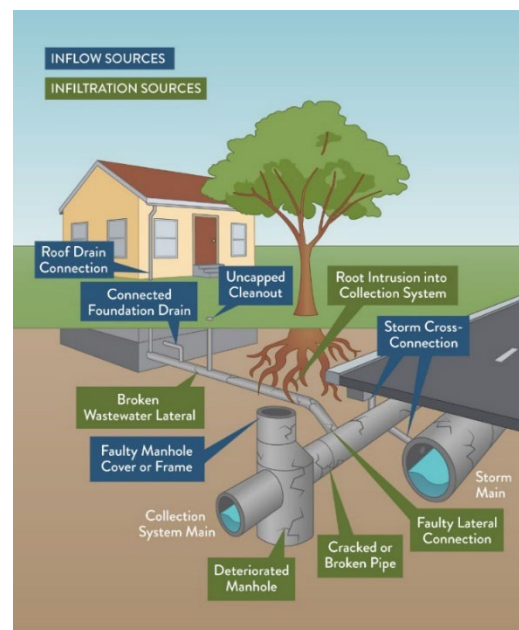 INFLOW SOURCES
INFILTRATION SOURCES
Roof Drain
Connection
Connected
Foundation Drain
Uncapped
Cleanout
Root Intrusion into
Collection System
Storm Cross-
Connection
Broken
Wastewater Lateral
Faulty Manhole
Cover or Frame
Collection
System Main
Deteriorated
Manhole
Cracked or
Broken Pipe
Faulty Lateral
Connection
Storm
Main